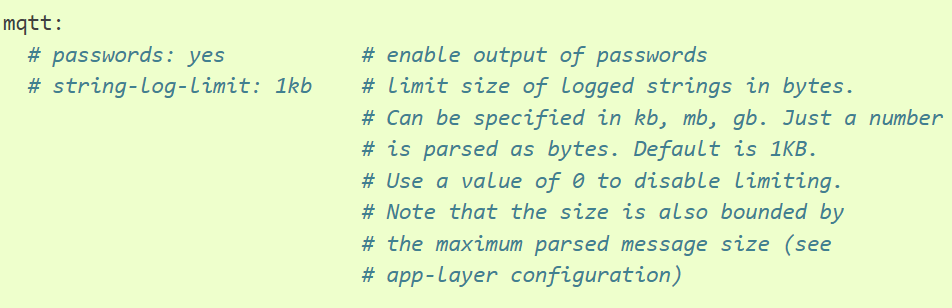 mqtt:
# passwords: yes # enable output of passwords
# string-log-limit: 1kb # limit size of logged strings in bytes.
# Can be specified in kb, mb, gb. Just a number
# is parsed as bytes. Default is 1KB.
# Use a value of 0 to disable limiting.
# Note that the size is also bounded by
# the maximum parsed message size (see
# app-layer configuration)